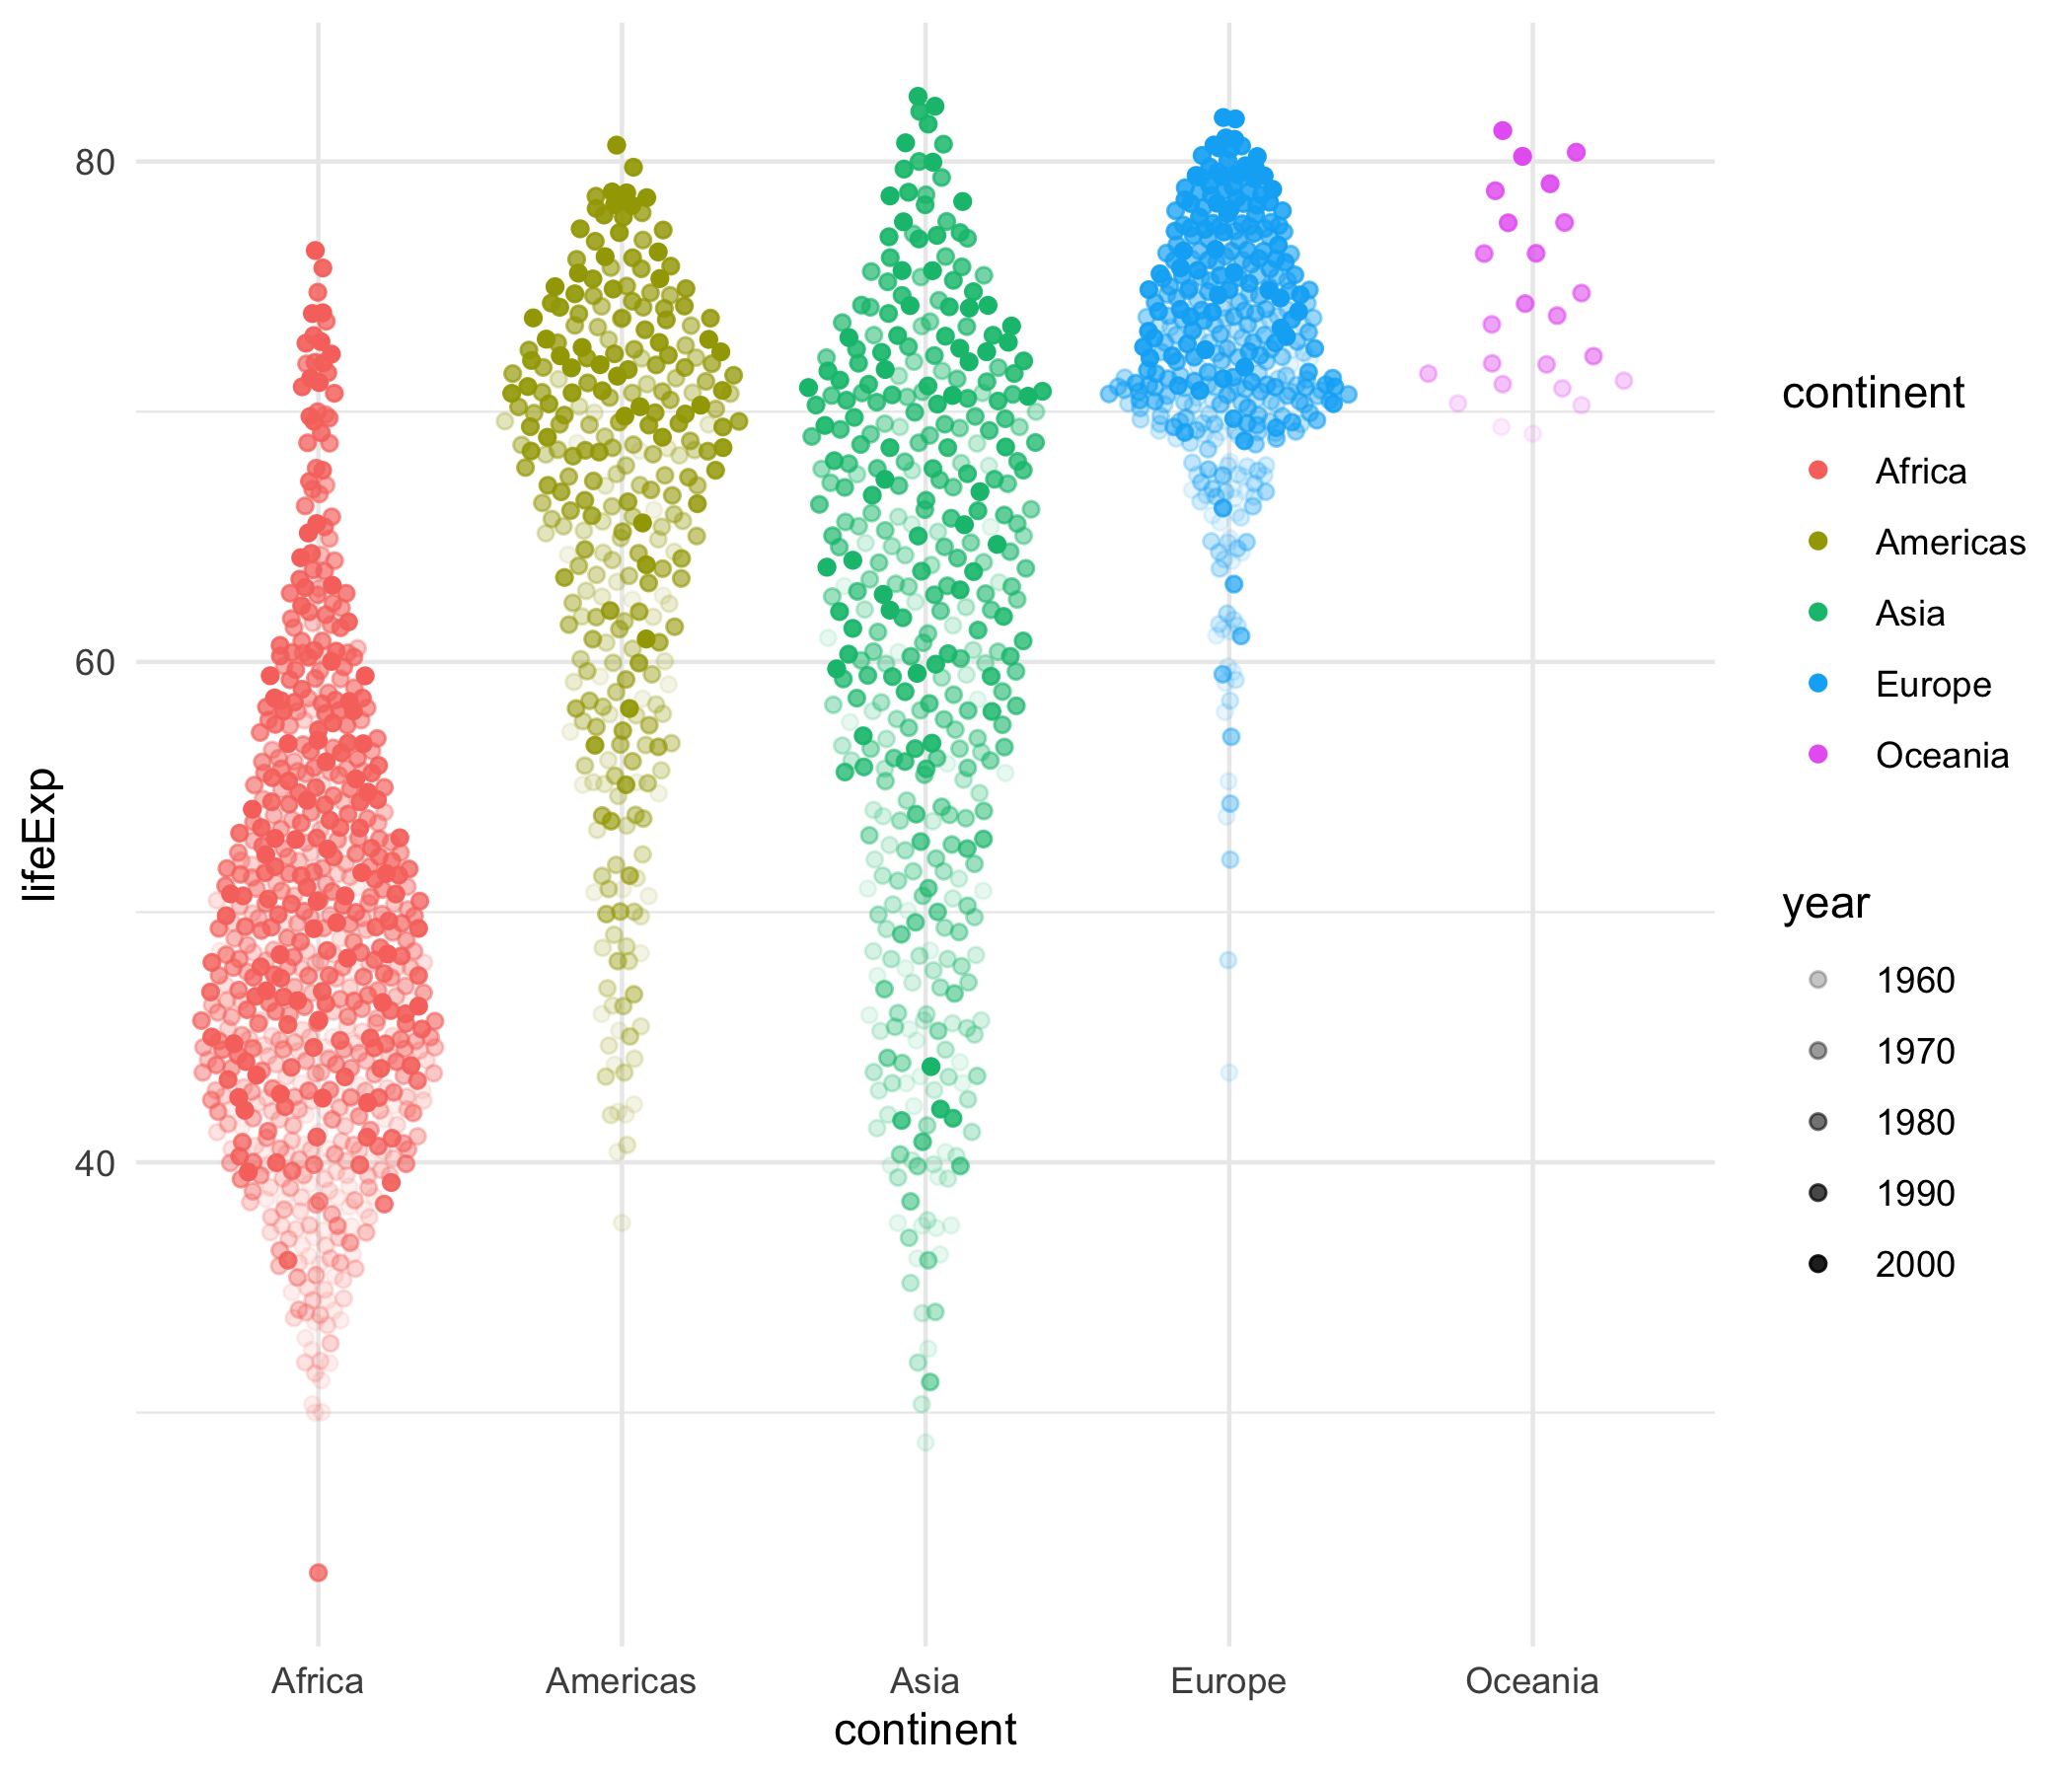 lifeExp
80
60
40
Africa
Americas
Asia
Europe
Oceania
continent
continent
Africa
Americas
Asia
Europe
Oceania
year
1960
1970
1980
1990
2000